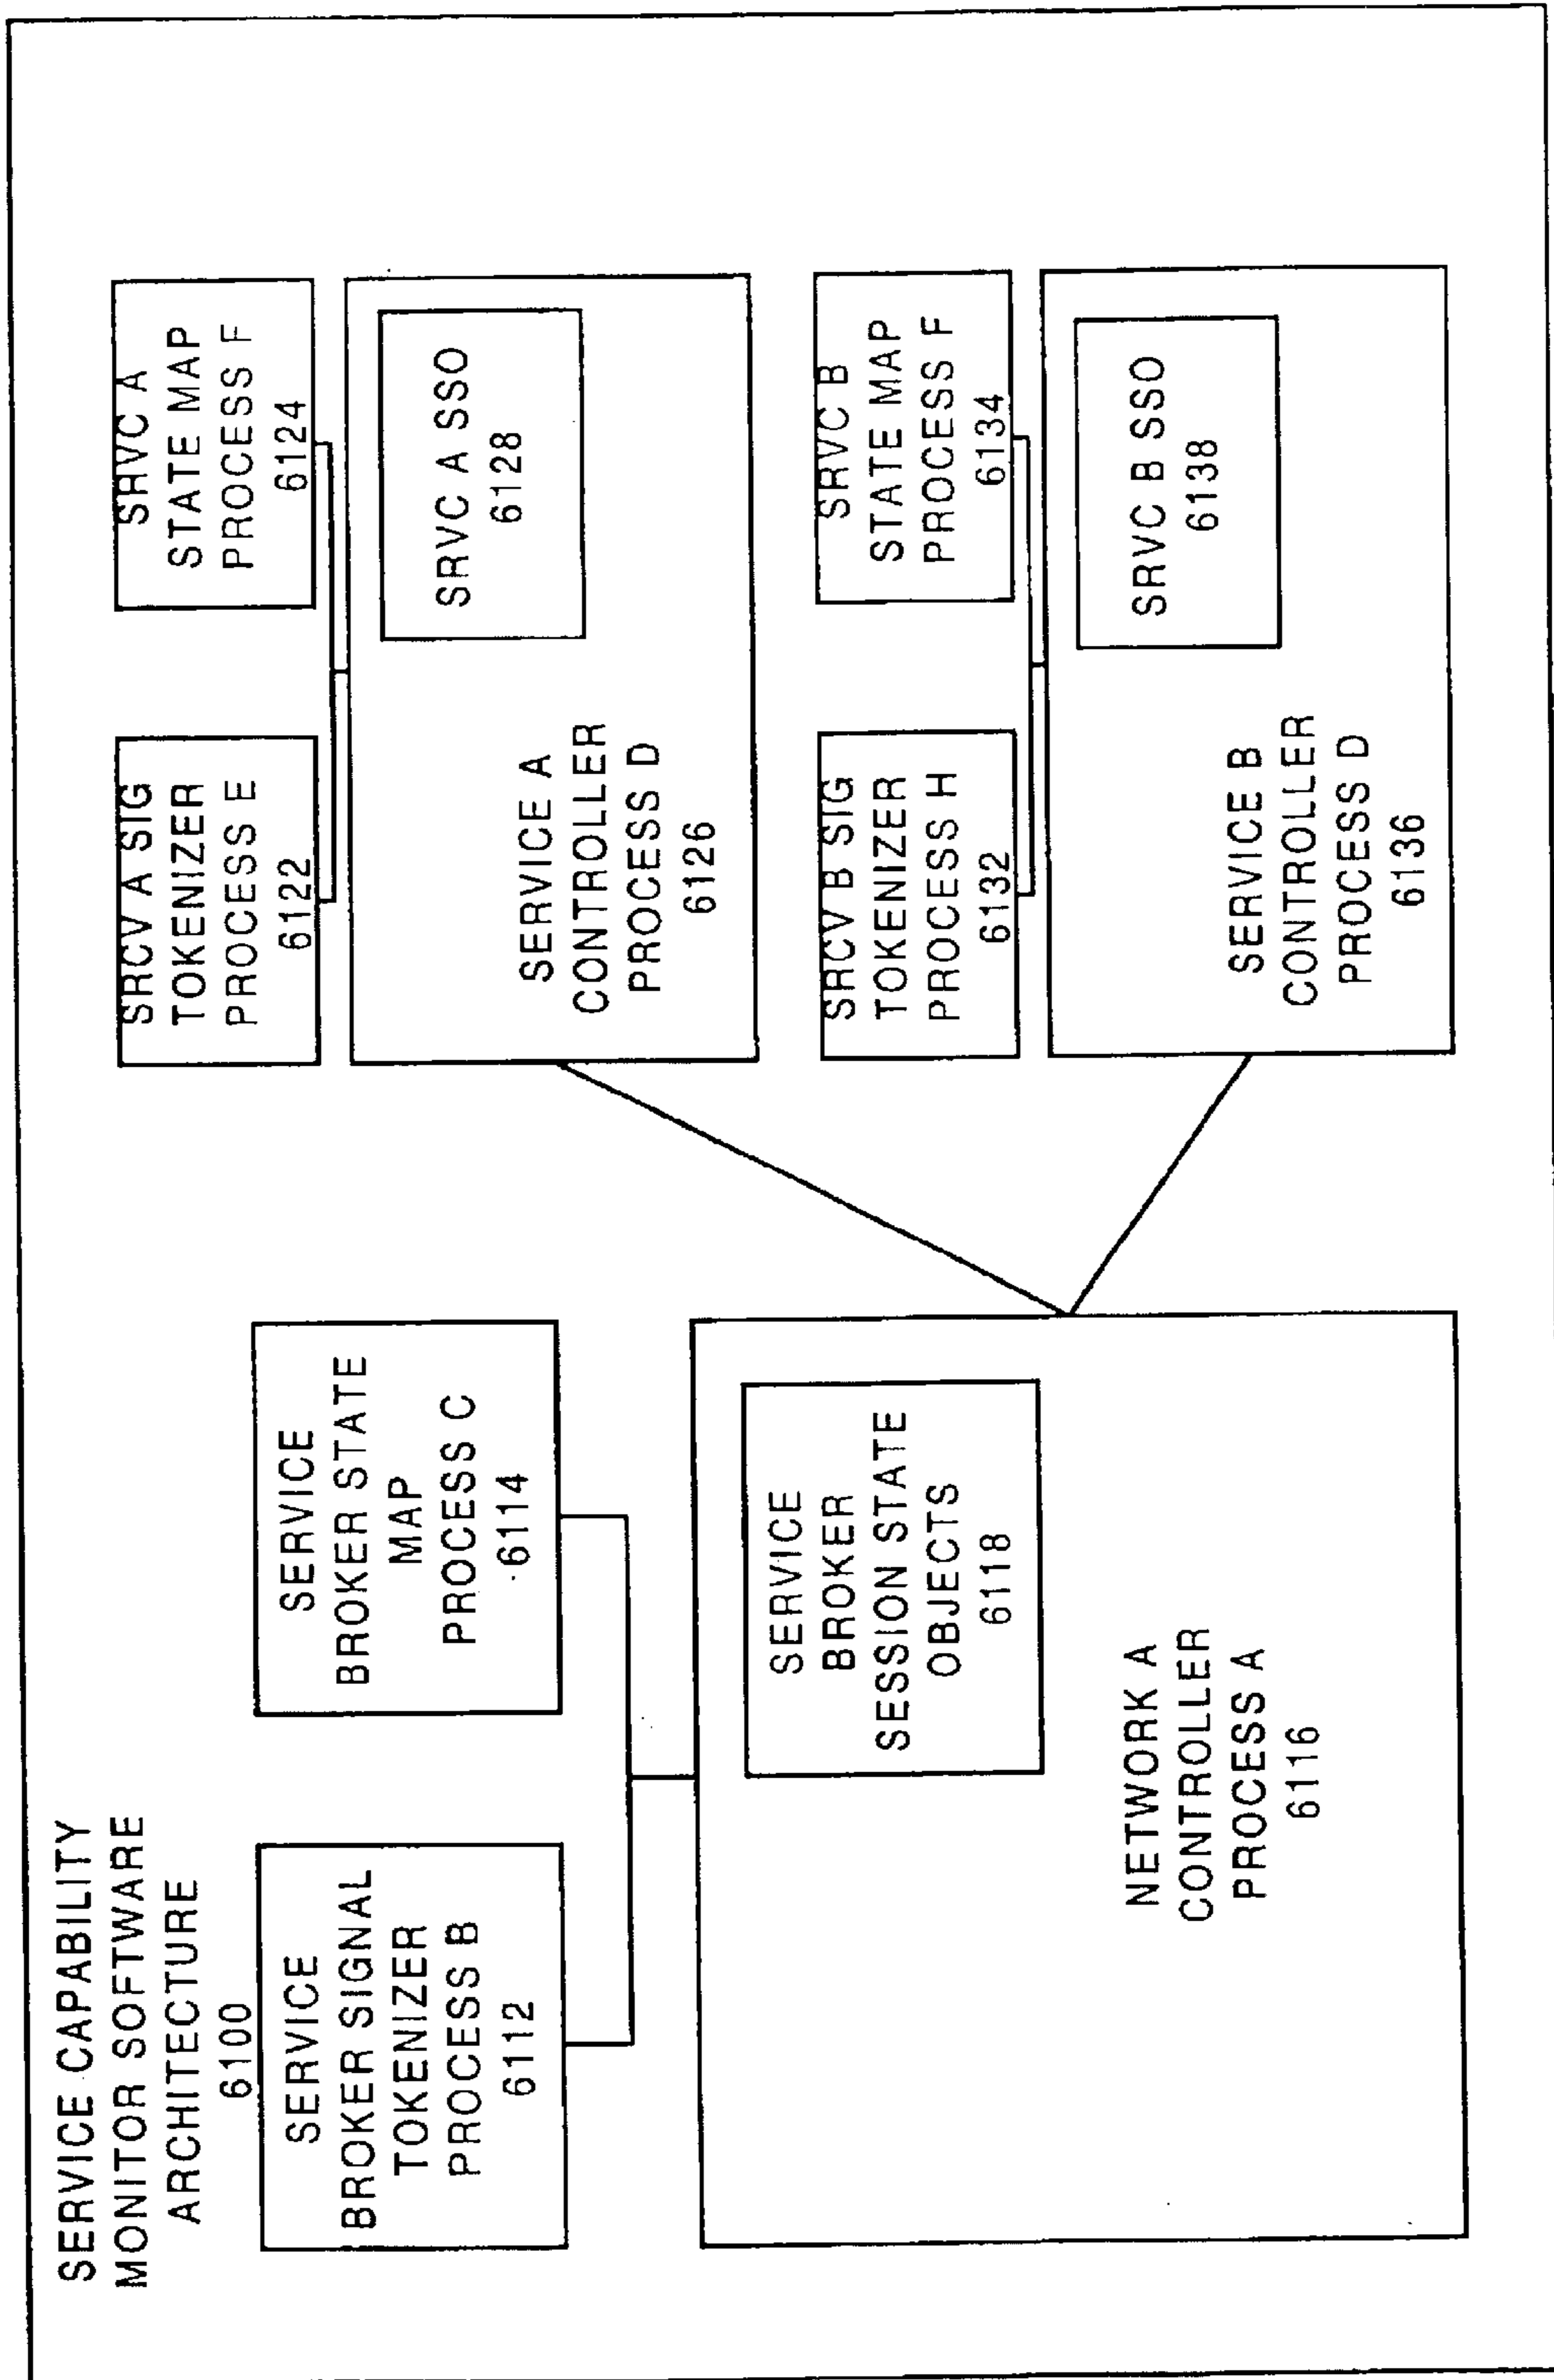 SERVICE CAPABILITY
MONITOR SOFTWARE
ARCHITECTURE
6100
SERVICE
BROKER SIGNAL
TOKENIZER
PROCESS B
6112
SERVICE
BROKER STATE
MAP
PROCESS C
6114
SERVICE
BROKER
SESSION STATE
OBJECTS
6118
NETWORK A
CONTROLLER
PROCESS A
6116
SRCV A SIG
TOKENIZER
PROCESS E
6122
SRVC A
STATE MAP
PROCESS F
6124
SERVICE A
CONTROLLER
PROCESS D
6126
SRVC A SSO
6128
SRCV B SIG
TOKENIZER
PROCESS H
6132
SRVC B
STATE MAP
PROCESS F
6134
SERVICE B
CONTROLLER
PROCESS D
6136
SRVC B SSO
6138